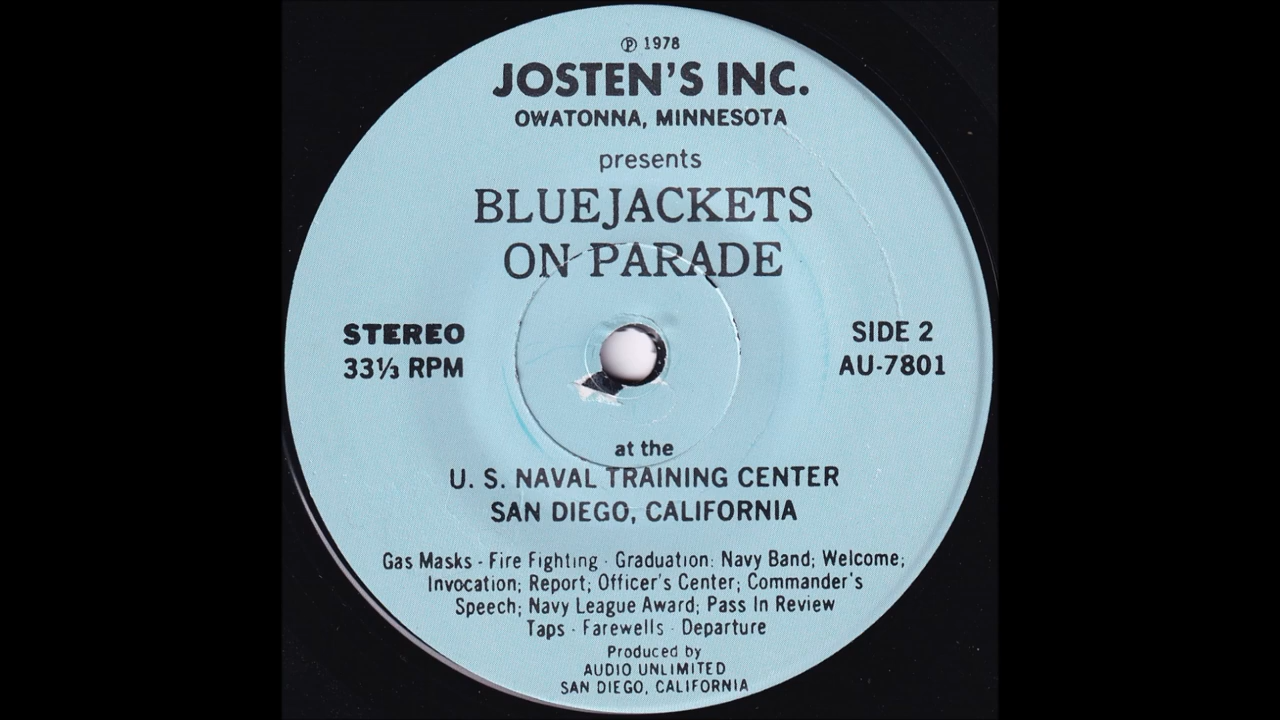 ℗ 1978
JOSTEN'S INC.
OWATONNA, MINNESOTA
presents
BLUEJACKETS
ON PARADE
STEREO
33⅓ RPM
SIDE 2
AU-7801
at the
U. S. NAVAL TRAINING CENTER
SAN DIEGO, CALIFORNIA
Gas Masks - Fire Fighting - Graduation: Navy Band; Welcome;
Invocation; Report; Officer's Center; Commander's
Speech; Navy League Award; Pass In Review
Taps - Farewells - Departure
Produced by
AUDIO UNLIMITED
SAN DIEGO, CALIFORNIA